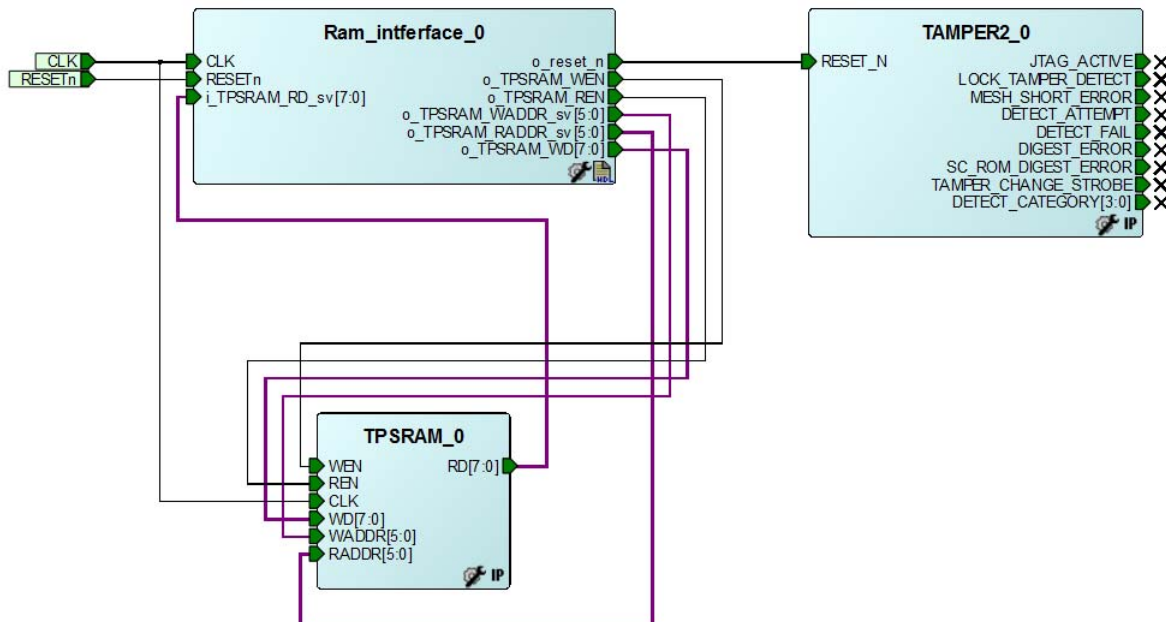 CLK
RESETn
Ram_intferface_0
CLK
RESETn
i_TPSRAM_RD_sv[7:0]
o_reset_n
o_TPSRAM_WEN
o_TPSRAM_REN
o_TPSRAM_WADDR_sv[5:0]
o_TPSRAM_RADDR_sv[5:0]
o_TPSRAM_WD[7:0]
HDL
TAMPER2_0
RESET_N
JTAG_ACTIVE
LOCK_TAMPER_DETECT
MESH_SHORT_ERROR
DETECT_ATTEMPT
DETECT_FAIL
DIGEST_ERROR
SC_ROM_DIGEST_ERROR
TAMPER_CHANGE_STROBE
DETECT_CATEGORY[3:0]
IP
TPSRAM_0
WEN
REN
CLK
WD[7:0]
WADDR[5:0]
RADDR[5:0]
RD[7:0]
IP